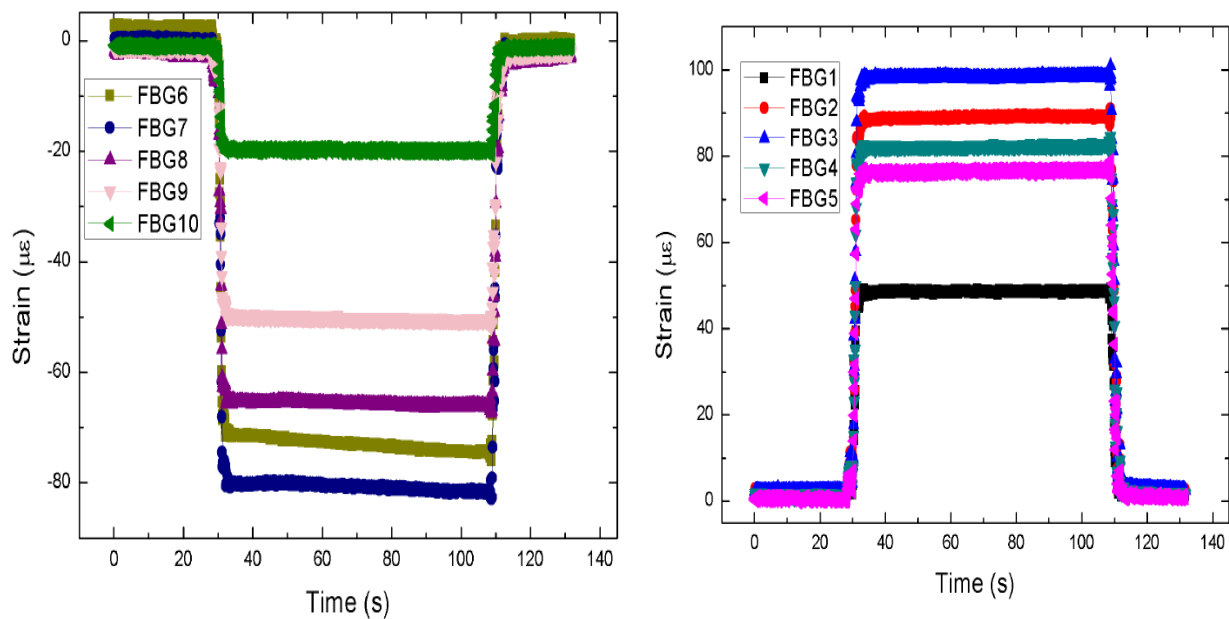 0
-20
-40
-60
-80
Strain (με)
FBG6
FBG7
FBG8
FBG9
FBG10
0 20 40 60 80 100 120 140
Time (s)
100
80
60
40
20
0
Strain (με)
FBG1
FBG2
FBG3
FBG4
FBG5
0 20 40 60 80 100 120 140
Time (s)